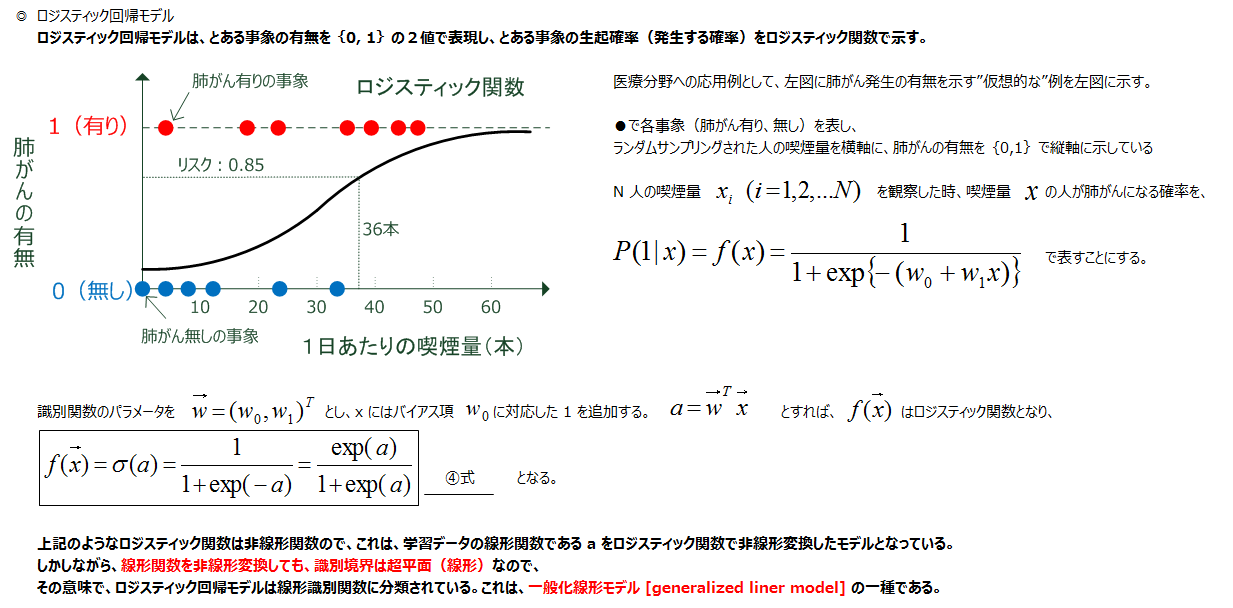 ◎ ロジスティック回帰モデル
ロジスティック回帰モデルは、とある事象の有無を {0, 1} の２値で表現し、とある事象の生起確率（発生する確率）をロジスティック関数で示す。
肺がん有りの事象
ロジスティック関数
1（有り）
肺がんの有無
リスク：0.85
36本
0（無し）
10 20 30 40 50 60
肺がん無しの事象
１日あたりの喫煙量（本）
医療分野への応用例として、左図に肺がん発生の有無を示す”仮想的な”例を左図に示す。
●で各事象（肺がん有り、無し）を表し、
ランダムサンプリングされた人の喫煙量を横軸に、肺がんの有無を {0,1} で縦軸に示している
N 人の喫煙量 x_i (i=1,2,...N) を観察した時、喫煙量 x の人が肺がんになる確率を、
P(1|x) = f(x) = 1 / (1+exp{-(w_0 + w_1 x)}) で表すことにする。
識別関数のパラメータを \vec{w} = (w_0, w_1)^T とし、x にはバイアス項 w_0 に対応した 1 を追加する。 a = \vec{w}^T \vec{x} とすれば、 f(\vec{x}) はロジスティック関数となり、
f(\vec{x}) = σ(a) = 1 / (1+exp(-a)) = exp(a) / (1+exp(a)) ④式 となる。
上記のようなロジスティック関数は非線形関数ので、これは、学習データの線形関数である a をロジスティック関数で非線形変換したモデルとなっている。
しかしながら、線形関数を非線形変換しても、識別境界は超平面（線形）なので、
その意味で、ロジスティック回帰モデルは線形識別関数に分類されている。これは、一般化線形モデル [generalized liner model] の一種である。